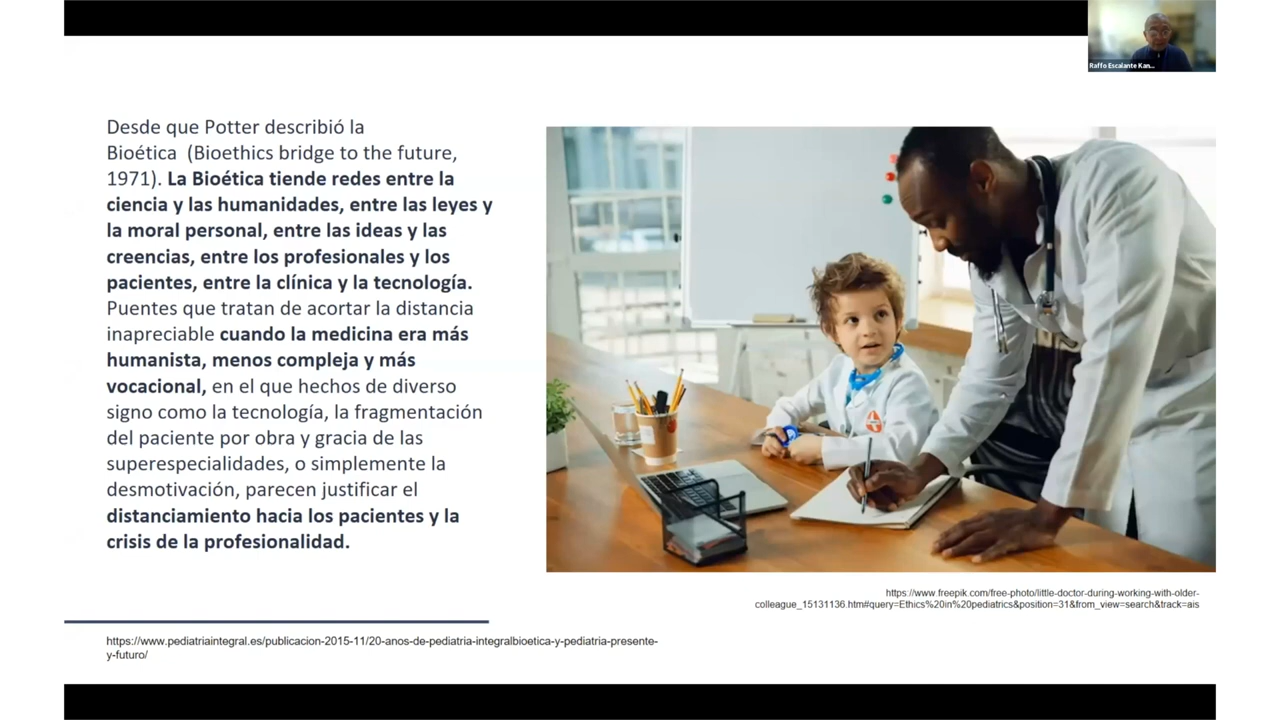 Raffo Escalante Kan...
Desde que Potter describió la
Bioética (Bioethics bridge to the future,
1971). La Bioética tiende redes entre la
ciencia y las humanidades, entre las leyes y
la moral personal, entre las ideas y las
creencias, entre los profesionales y los
pacientes, entre la clínica y la tecnología.
Puentes que tratan de acortar la distancia
inapreciable cuando la medicina era más
humanista, menos compleja y más
vocacional, en el que hechos de diverso
signo como la tecnología, la fragmentación
del paciente por obra y gracia de las
superespecialidades, o simplemente la
desmotivación, parecen justificar el
distanciamiento hacia los pacientes y la
crisis de la profesionalidad.
https://www.freepik.com/free-photo/little-doctor-during-working-with-older-
colleague_15131136.htm#query=Ethics%20in%20pediatrics&position=31&from_view=search&track=ais
https://www.pediatriaintegral.es/publicacion-2015-11/20-anos-de-pediatria-integralbioetica-y-pediatria-presente-
y-futuro/